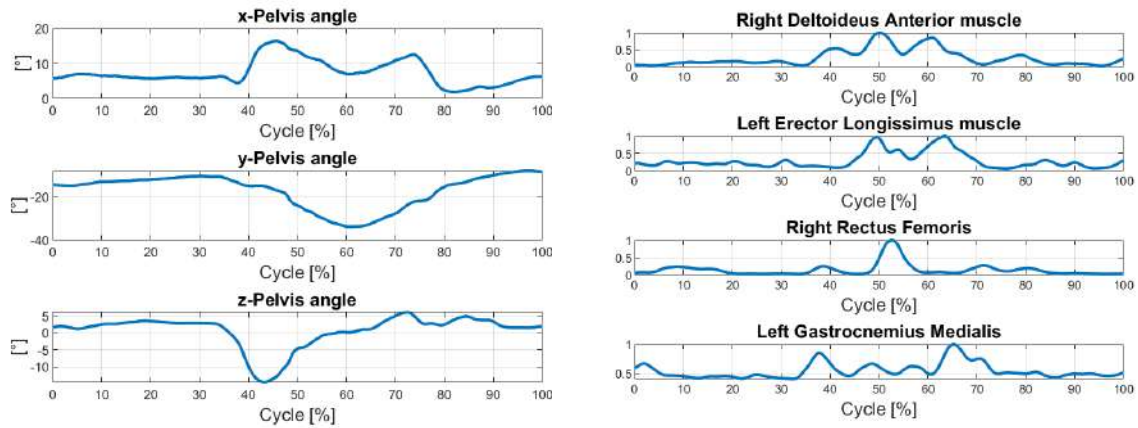 x-Pelvis angle
20
10
0
[°]
0 10 20 30 40 50 60 70 80 90 100
Cycle [%]
y-Pelvis angle
-20
-40
[°]
0 10 20 30 40 50 60 70 80 90 100
Cycle [%]
z-Pelvis angle
5
0
-5
-10
[°]
0 10 20 30 40 50 60 70 80 90 100
Cycle [%]
Right Deltoideus Anterior muscle
1
0.5
0
0 10 20 30 40 50 60 70 80 90 100
Cycle [%]
Left Erector Longissimus muscle
1
0.5
0
0 10 20 30 40 50 60 70 80 90 100
Cycle [%]
Right Rectus Femoris
1
0.5
0
0 10 20 30 40 50 60 70 80 90 100
Cycle [%]
Left Gastrocnemius Medialis
1
0.5
0 10 20 30 40 50 60 70 80 90 100
Cycle [%]